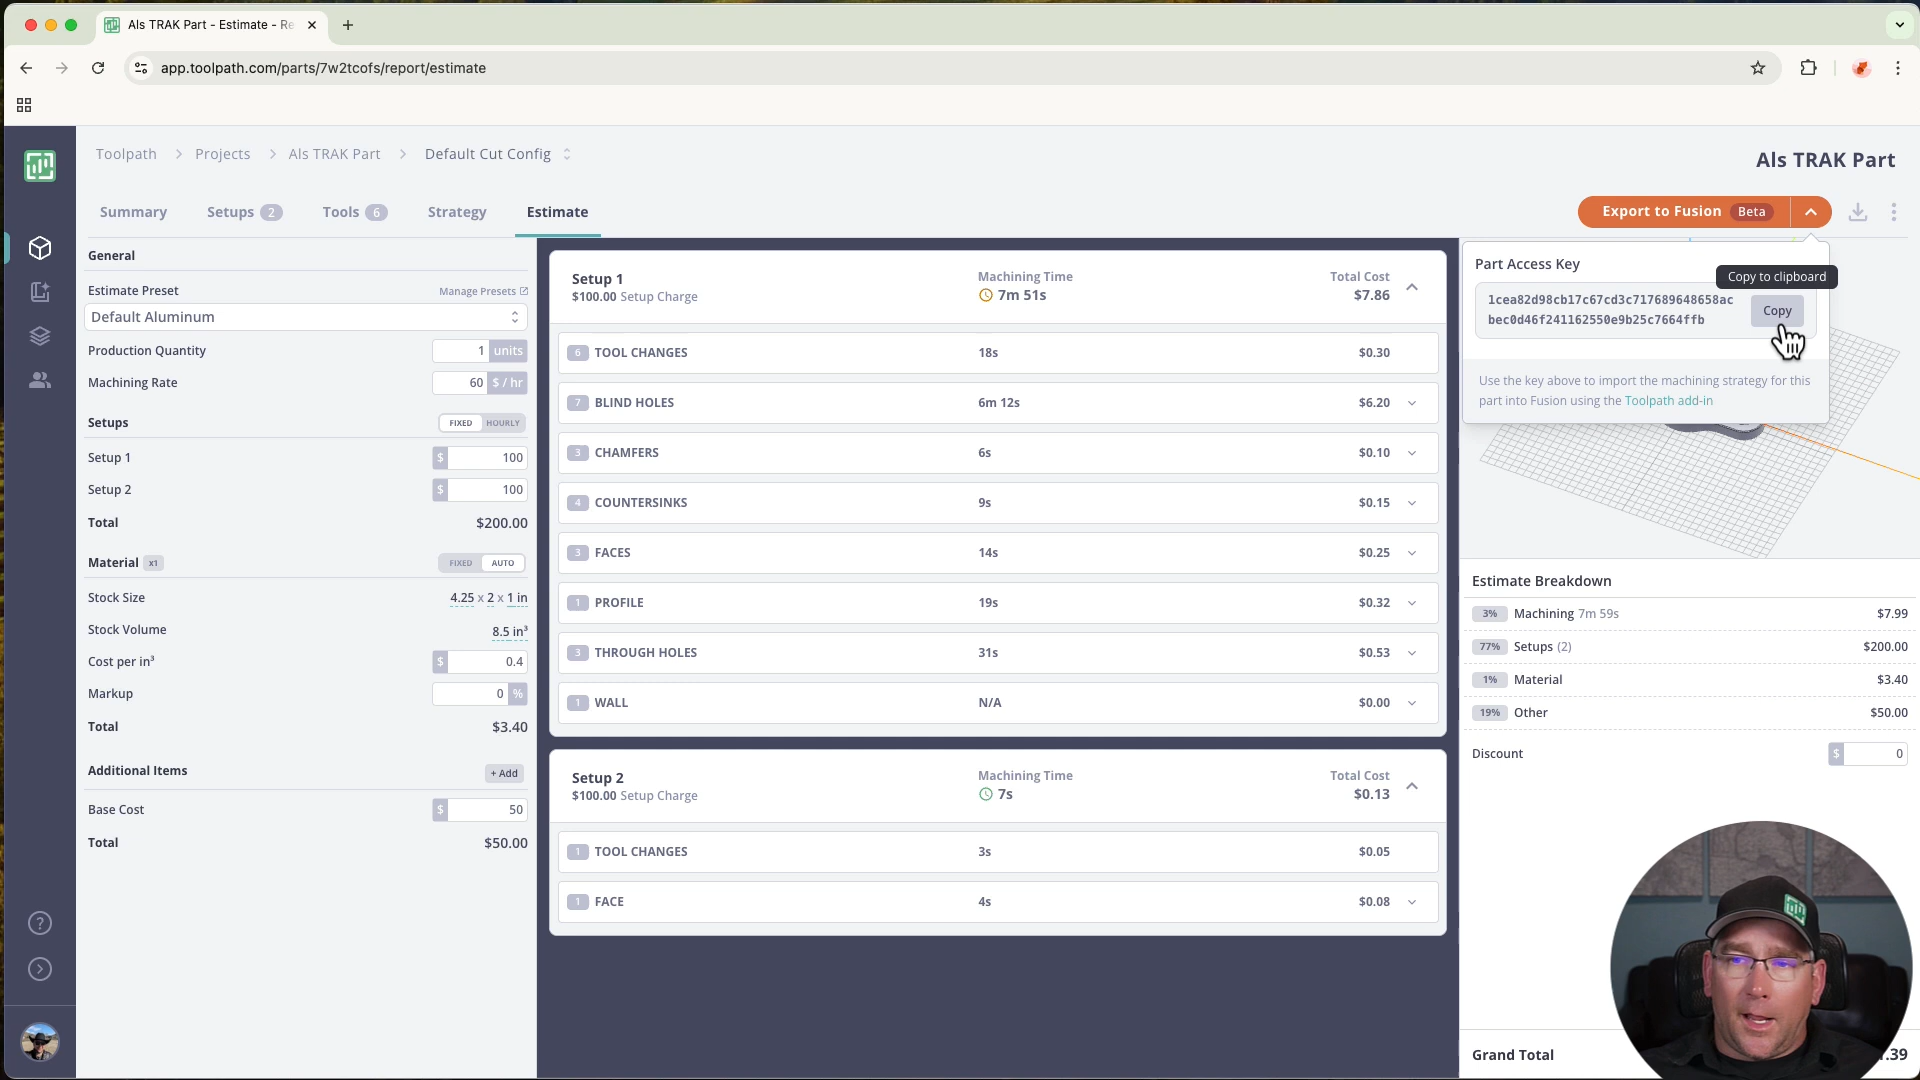 Als TRAK Part - Estimate - Re
app.toolpath.com/parts/7w2tcofs/report/estimate
Toolpath > Projects > Als TRAK Part > Default Cut Config
Als TRAK Part
Summary
Setups 2
Tools 6
Strategy
Estimate
Export to Fusion Beta
General
Estimate Preset
Manage Presets
Default Aluminum
Production Quantity 1 units
Machining Rate 60 $ / hr
Setups FIXED HOURLY
Setup 1 $ 100
Setup 2 $ 100
Total $200.00
Material x1 FIXED AUTO
Stock Size 4.25 x 2 x 1 in
Stock Volume 8.5 in³
Cost per in³ $ 0.4
Markup 0 %
Total $3.40
Additional Items + Add
Base Cost $ 50
Total $50.00
Setup 1 Machining Time Total Cost
$100.00 Setup Charge 7m 51s $7.86
6 TOOL CHANGES 18s $0.30
7 BLIND HOLES 6m 12s $6.20
3 CHAMFERS 6s $0.10
4 COUNTERSINKS 9s $0.15
3 FACES 14s $0.25
1 PROFILE 19s $0.32
3 THROUGH HOLES 31s $0.53
1 WALL N/A $0.00
Setup 2 Machining Time Total Cost
$100.00 Setup Charge 7s $0.13
1 TOOL CHANGES 3s $0.05
1 FACE 4s $0.08
Part Access Key
Copy to clipboard
1cea82d98cb17c67cd3c717689648658ac
bec0d46f241162550e9b25c7664ffb
Copy
Use the key above to import the machining strategy for this
part into Fusion using the Toolpath add-in
Estimate Breakdown
3% Machining 7m 59s $7.99
77% Setups (2) $200.00
1% Material $3.40
19% Other $50.00
Discount $ 0
Grand Total .39